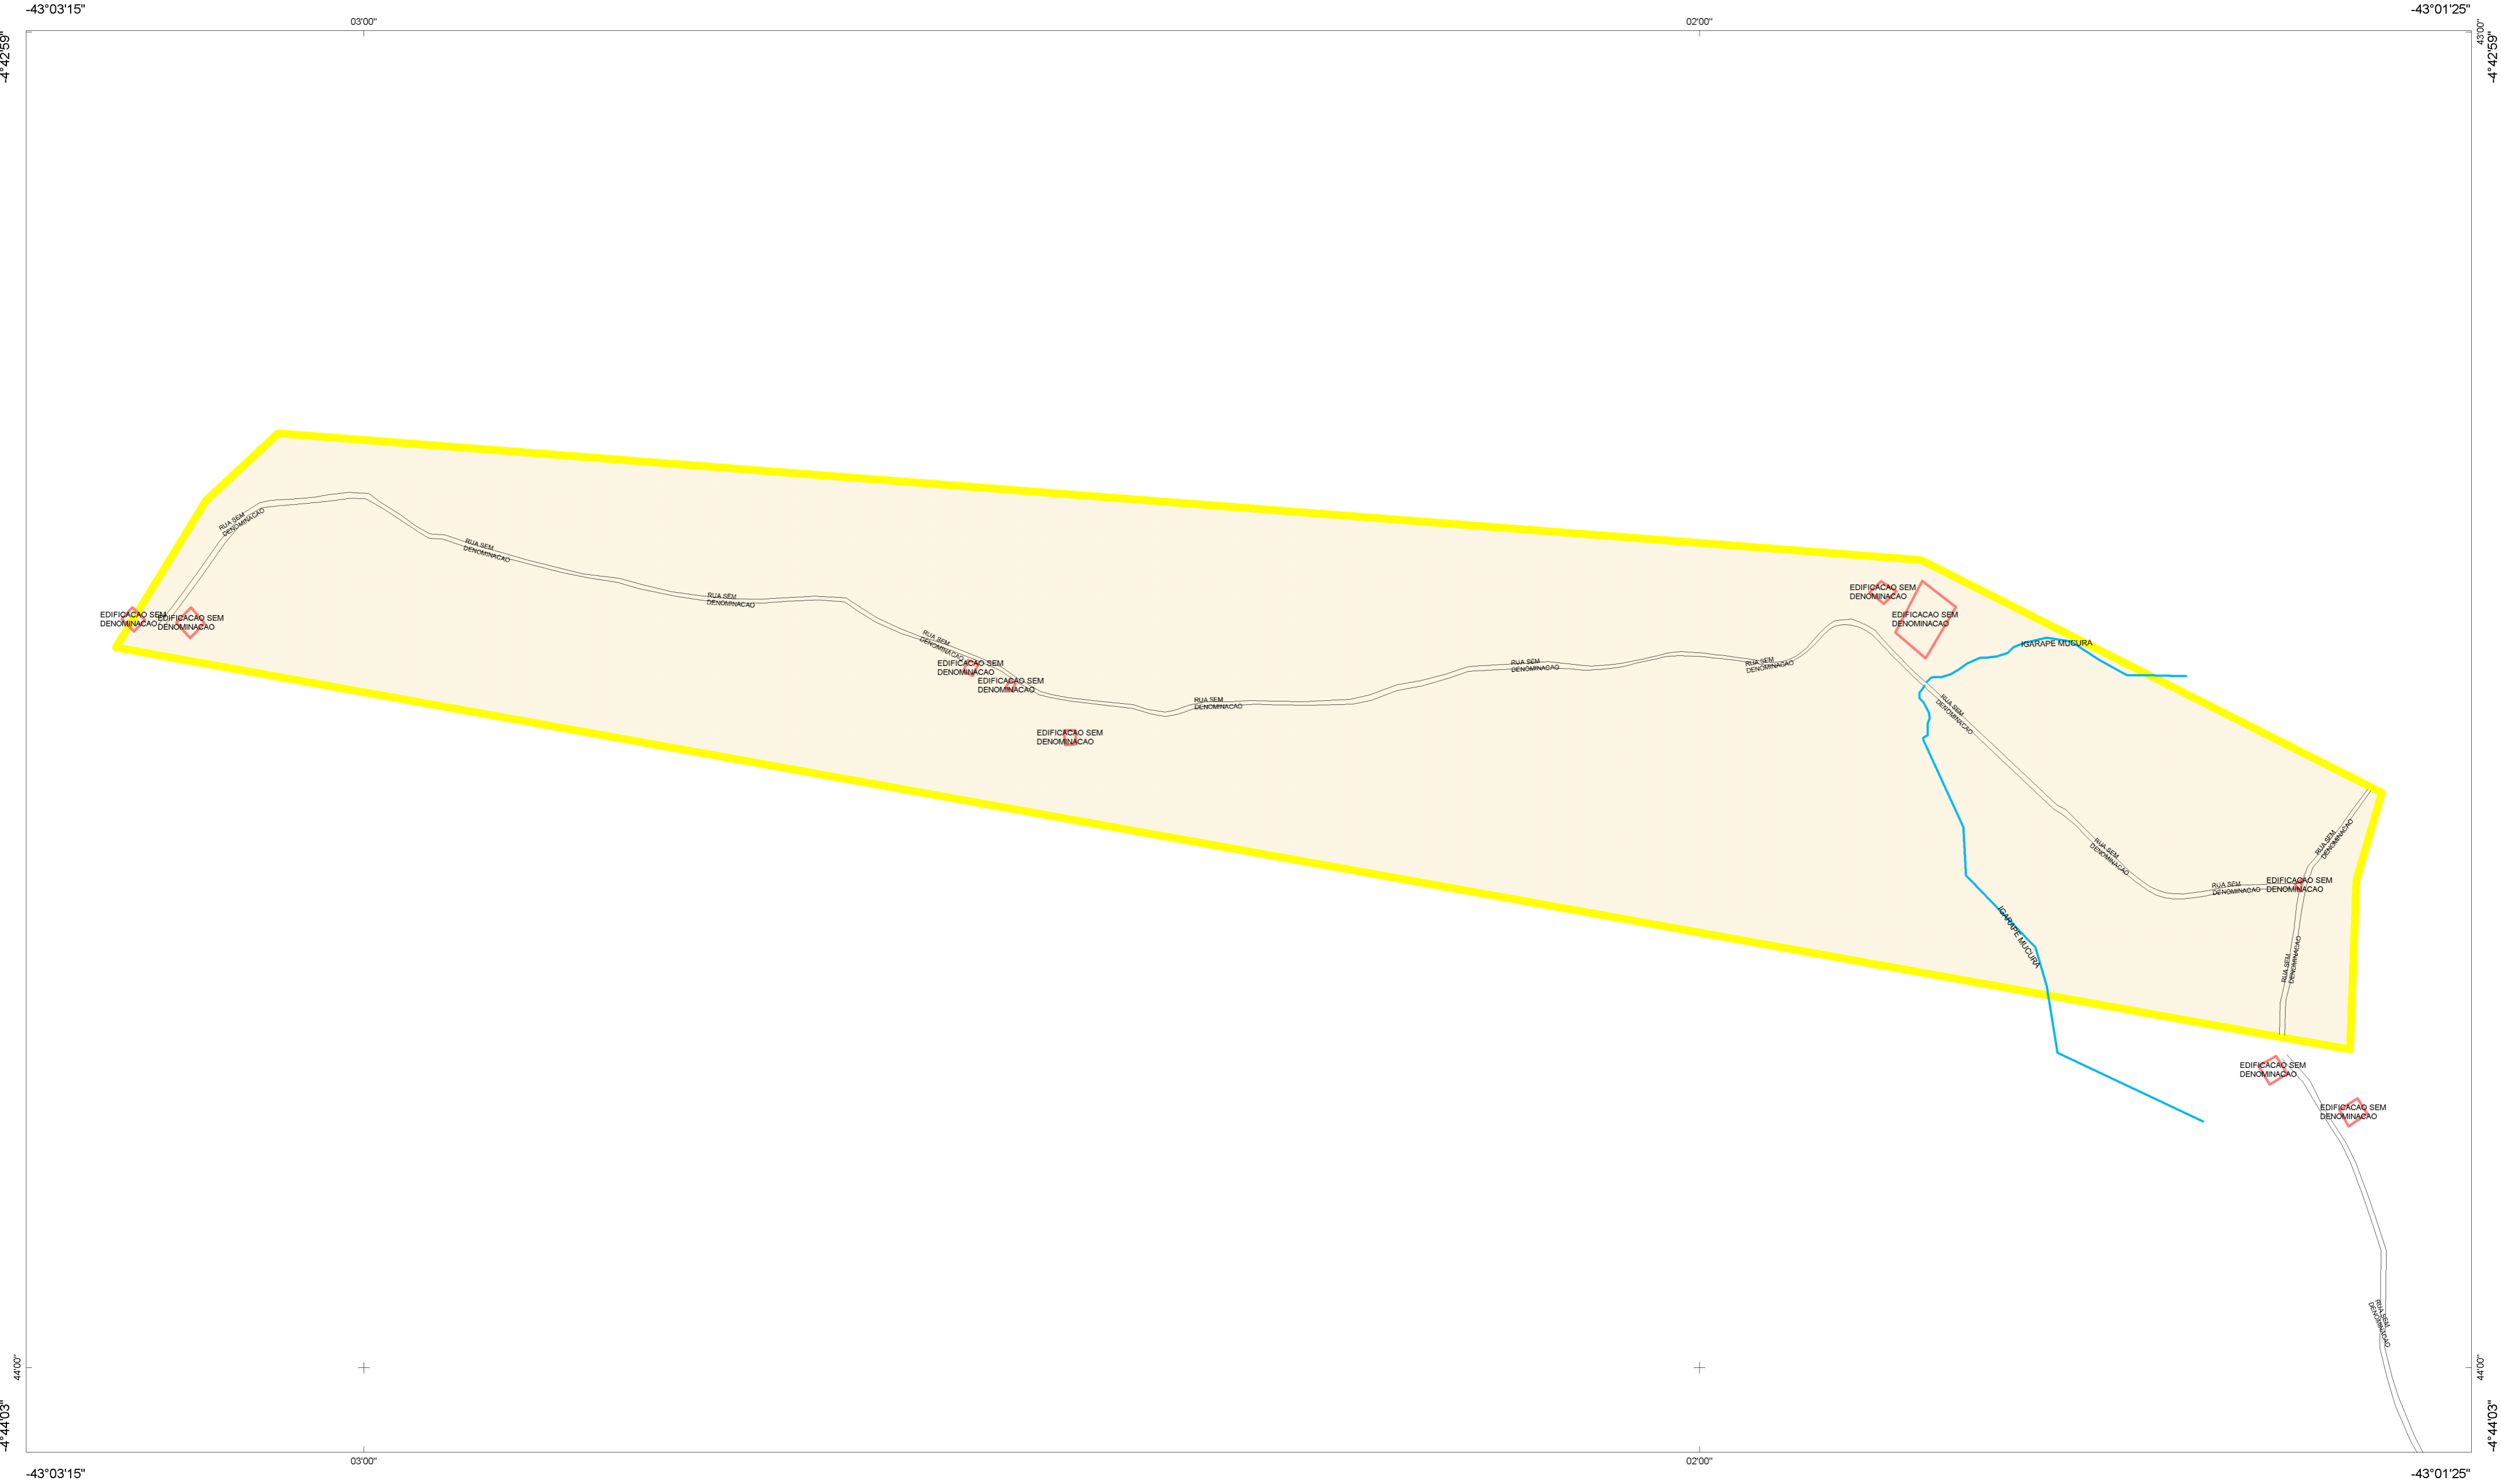 -43°03'15"
-43°01'25"
03'00"
02'00"
-4°42'59"
43'00"
-4°42'59"
RUA SEM
DENOMINACAO
RUA SEM
DENOMINACAO
RUA SEM
DENOMINACAO
EDIFICACAO SEM
DENOMINACAO
EDIFICACAO SEM
DENOMINACAO
EDIFICACAO SEM
DENOMINACAO
EDIFICACAO SEM
DENOMINACAO
RUA SEM
DENOMINACAO
IGARAPE MUCURA
EDIFICACAO SEM
DENOMINACAO
RUA SEM
DENOMINACAO
RUA SEM
DENOMINACAO
EDIFICACAO SEM
DENOMINACAO
RUA SEM
DENOMINACAO
RUA SEM
DENOMINACAO
EDIFICACAO SEM
DENOMINACAO
RUA SEM
DENOMINACAO
RUA SEM
DENOMINACAO
RUA SEM
DENOMINACAO
EDIFICACAO SEM
DENOMINACAO
RUA SEM
DENOMINACAO
IGARAPE MUCURA
RUA SEM
DENOMINACAO
EDIFICACAO SEM
DENOMINACAO
EDIFICACAO SEM
DENOMINACAO
RUA SEM
DENOMINACAO
44'00"
44'00"
-4°44'03"
-4°44'03"
03'00"
02'00"
-43°03'15"
-43°01'25"